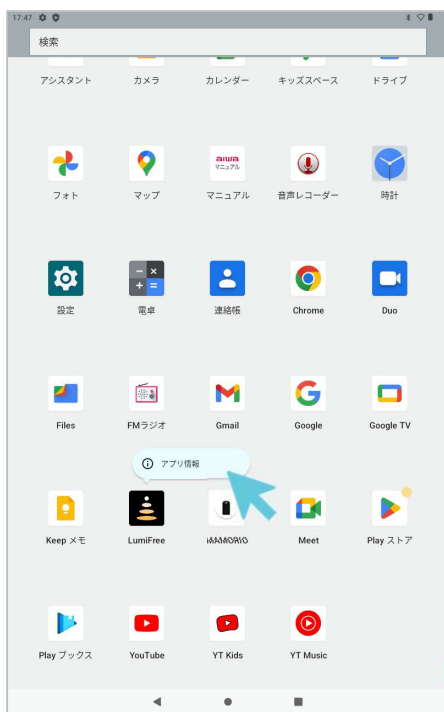 17:47
検索
アシスタント カメラ カレンダー キッズスペース ドライブ
aiwa
マニュアル
フォト マップ マニュアル 音声レコーダー 時計
設定 電卓 連絡帳 Chrome Duo
Files FMラジオ Gmail Google Google TV
アプリ情報
Keep メモ LumiFree MAMORIO Meet Play ストア
Play ブックス YouTube YT Kids YT Music